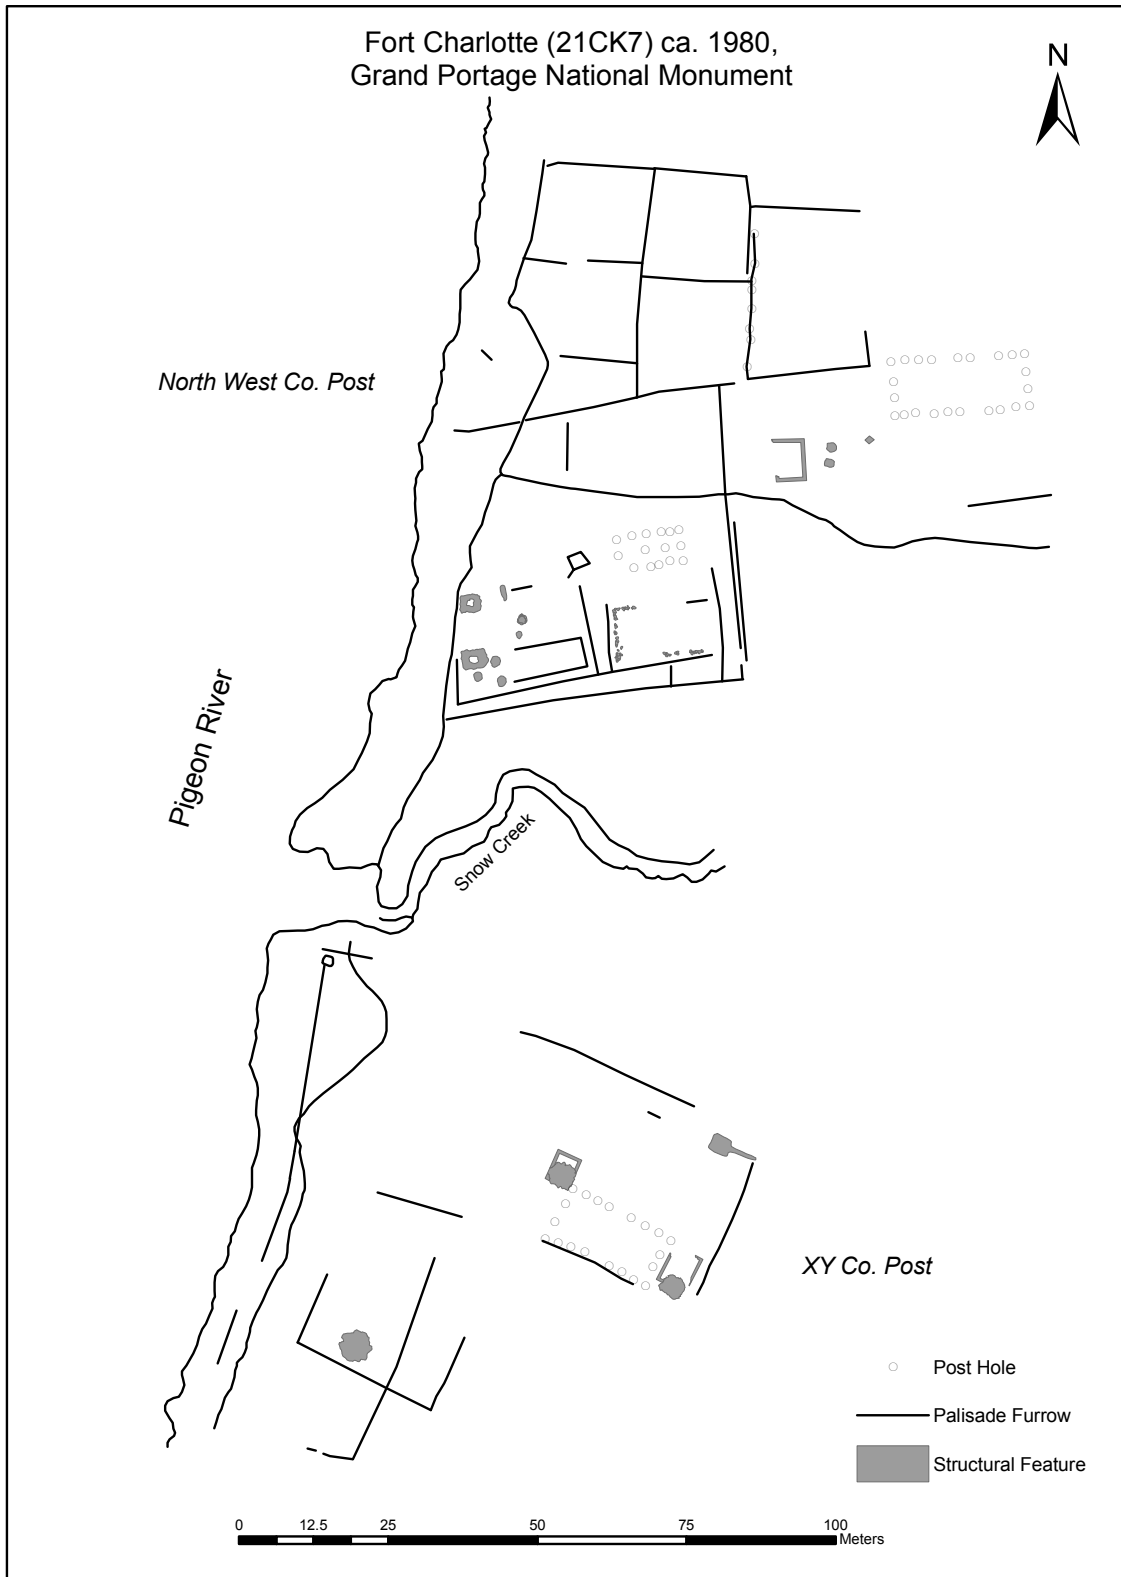 Fort Charlotte (21CK7) ca. 1980,
Grand Portage National Monument
N
North West Co. Post
Pigeon River
Snow Creek
XY Co. Post
Post Hole
Palisade Furrow
Structural Feature
0 12.5 25 50 75 100
Meters